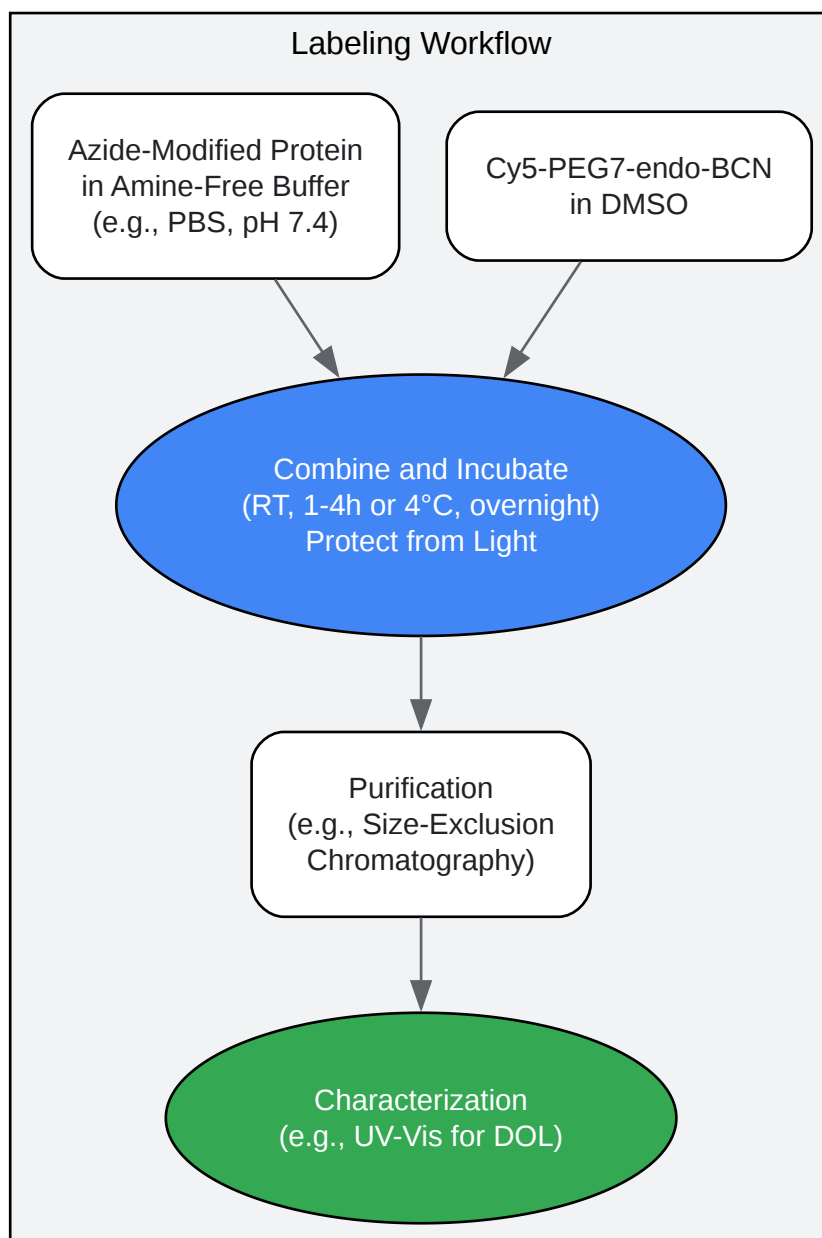 Labeling Workflow
Azide-Modified Protein
in Amine-Free Buffer
(e.g., PBS, pH 7.4)
Cy5-PEG7-endo-BCN
in DMSO
Combine and Incubate
(RT, 1-4h or 4°C, overnight)
Protect from Light
Purification
(e.g., Size-Exclusion
Chromatography)
Characterization
(e.g., UV-Vis for DOL)